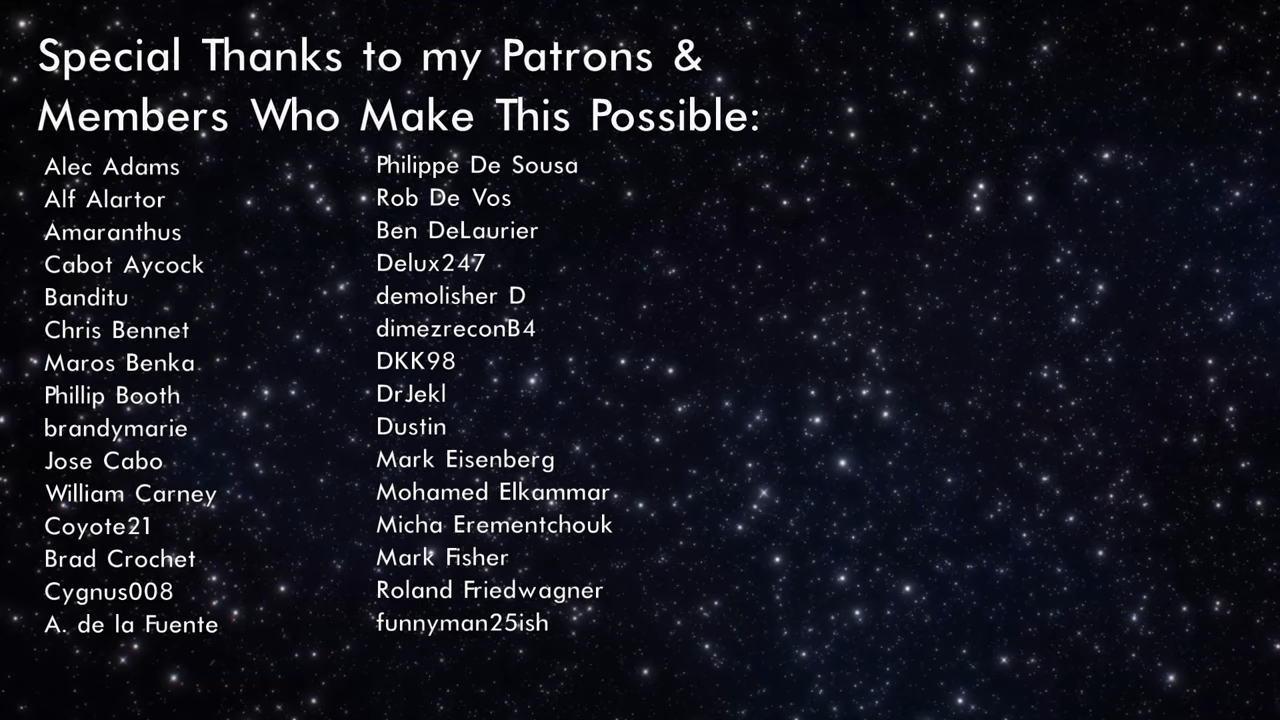 Special Thanks to my Patrons &
Members Who Make This Possible:
Alec Adams
Alf Alartor
Amaranthus
Cabot Aycock
Banditu
Chris Bennet
Maros Benka
Phillip Booth
brandymarie
Jose Cabo
William Carney
Coyote21
Brad Crochet
Cygnus008
A. de la Fuente
Philippe De Sousa
Rob De Vos
Ben DeLaurier
Delux247
demolisher D
dimezreconB4
DKK98
DrJekl
Dustin
Mark Eisenberg
Mohamed Elkammar
Micha Erementchouk
Mark Fisher
Roland Friedwagner
funnyman25ish